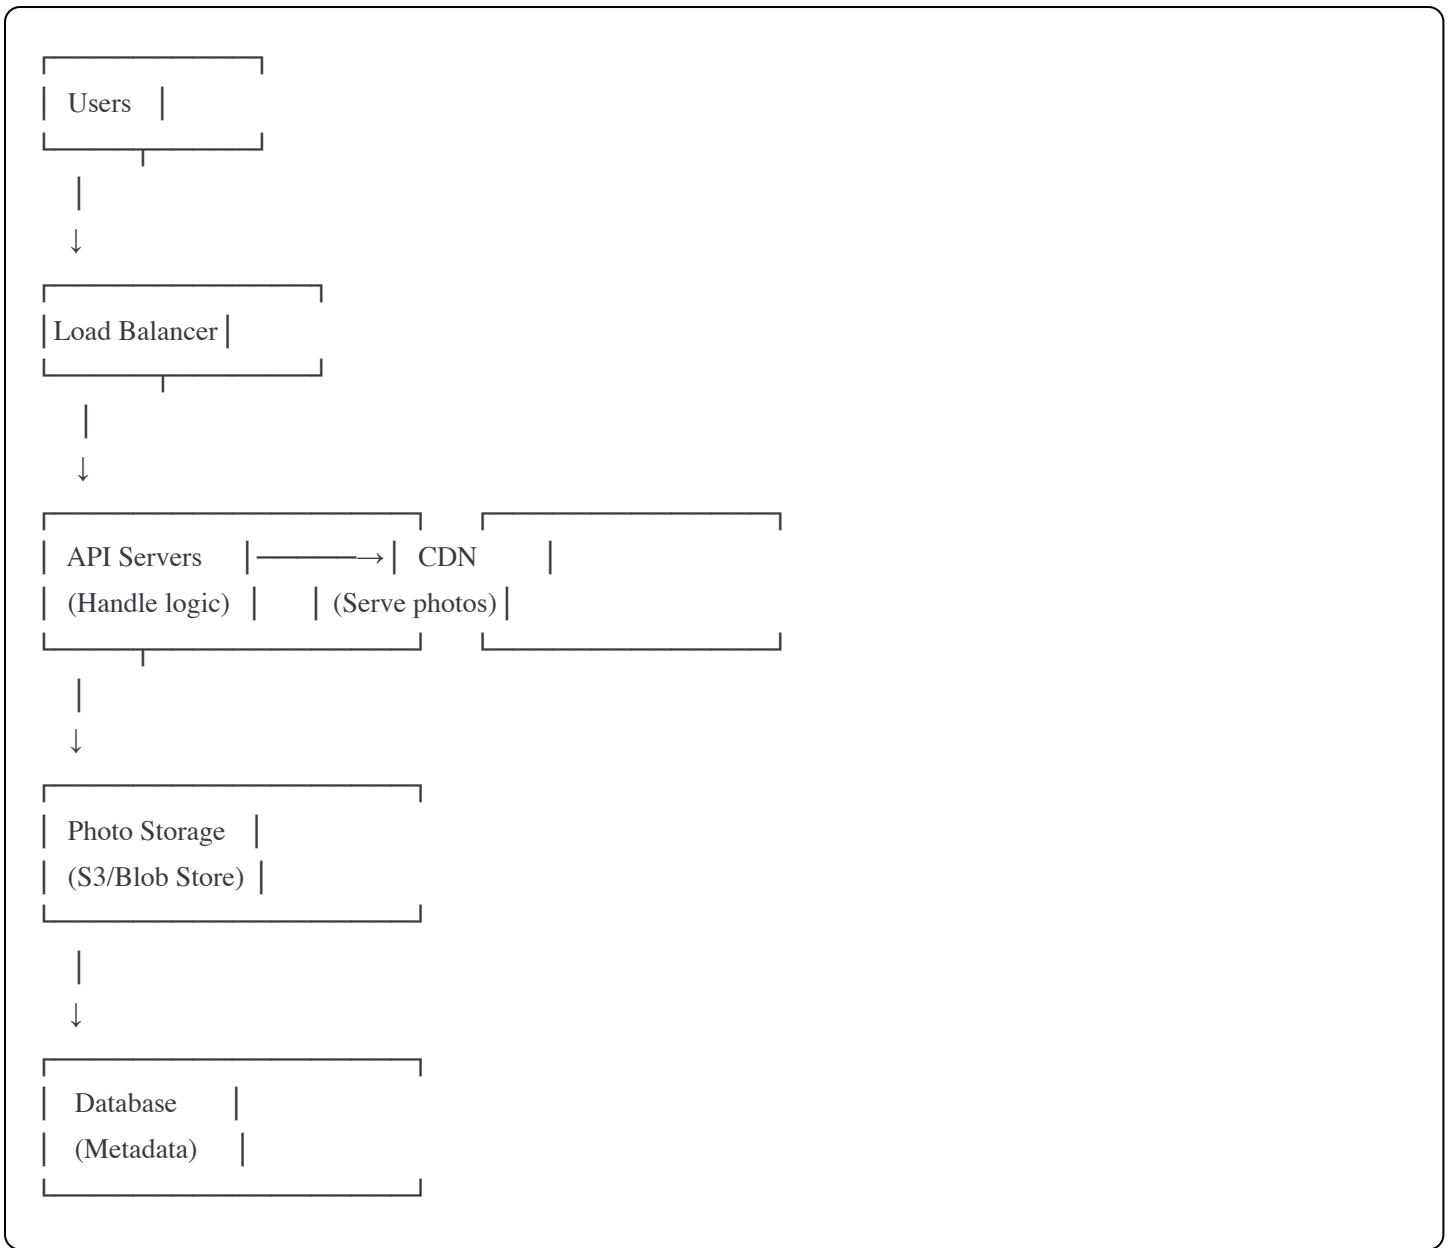 Users
↓
Load Balancer
↓
API Servers ────→ CDN
(Handle logic) (Serve photos)
↓
Photo Storage
(S3/Blob Store)
↓
Database
(Metadata)